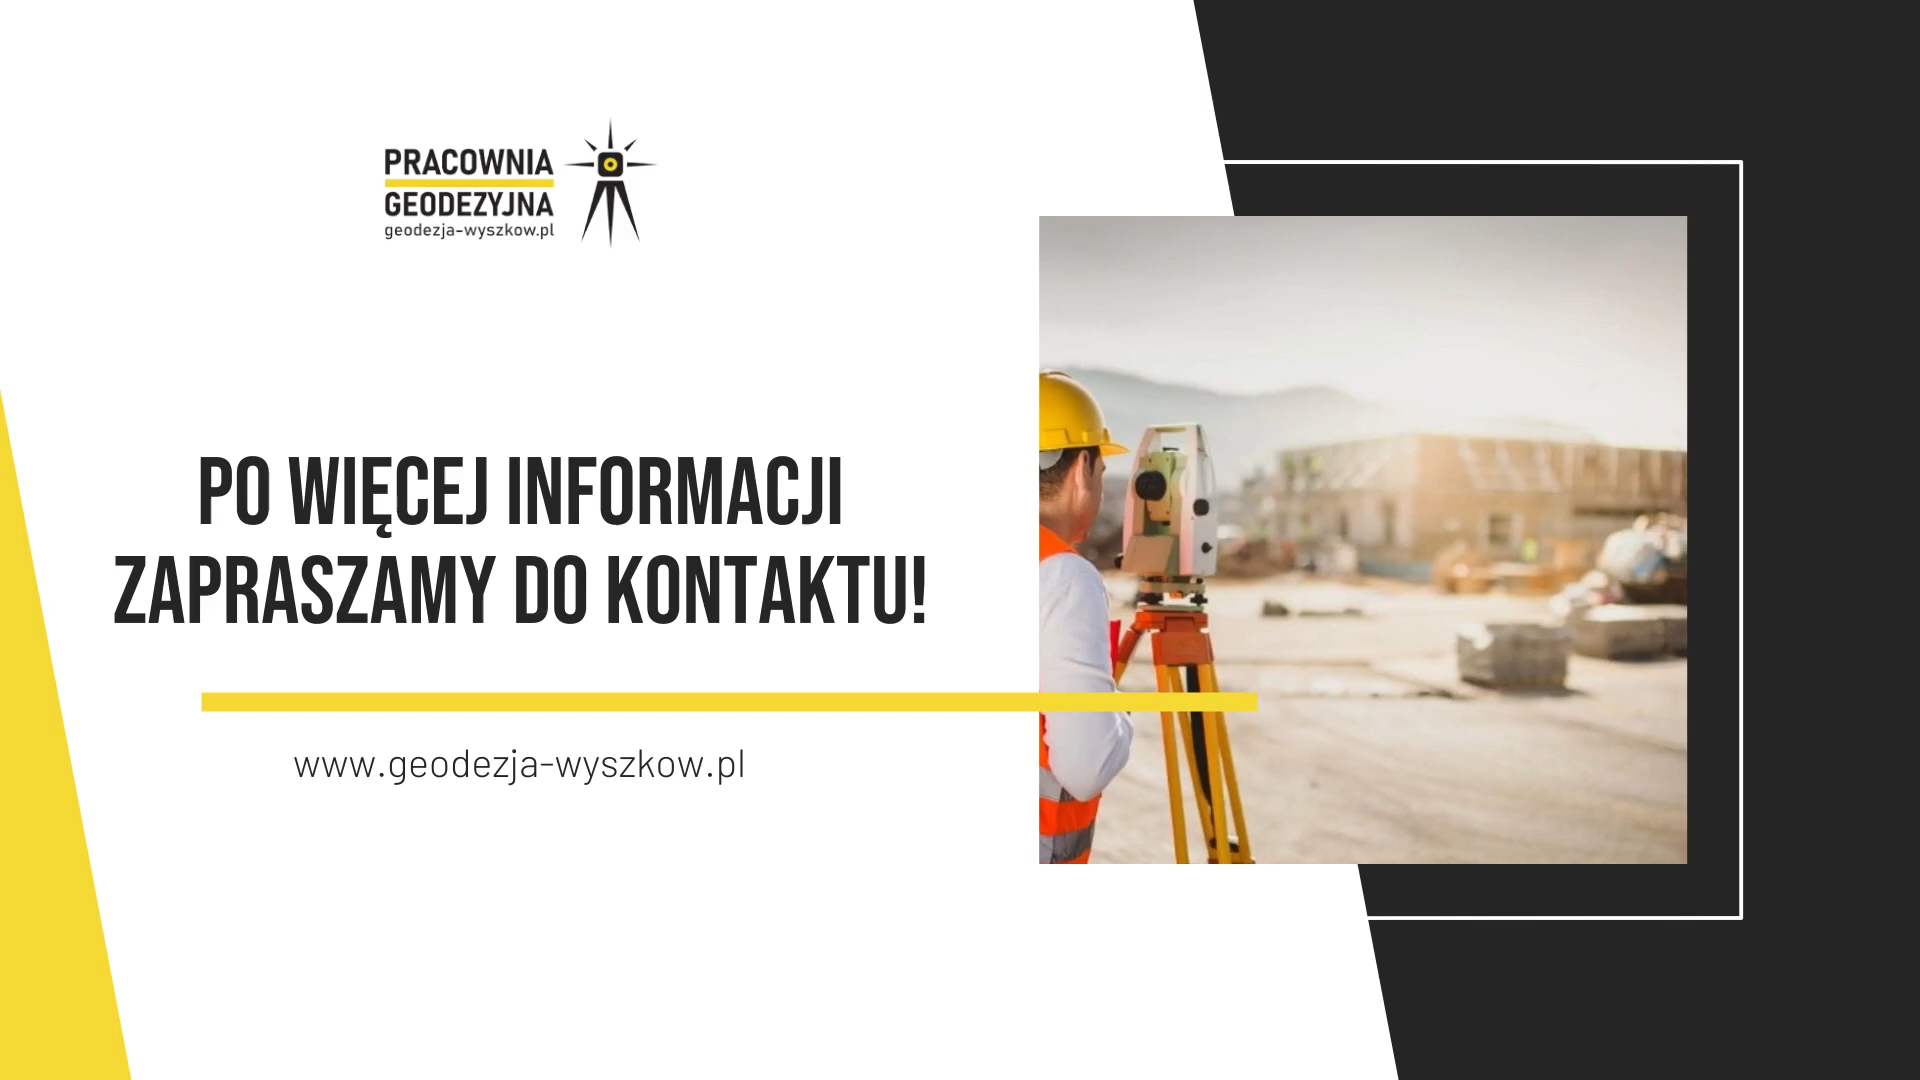 PRACOWNIA
GEODEZYJNA
geodezja-wyszkow.pl
PO WIĘCEJ INFORMACJI
ZAPRASZAMY DO KONTAKTU!
www.geodezja-wyszkow.pl